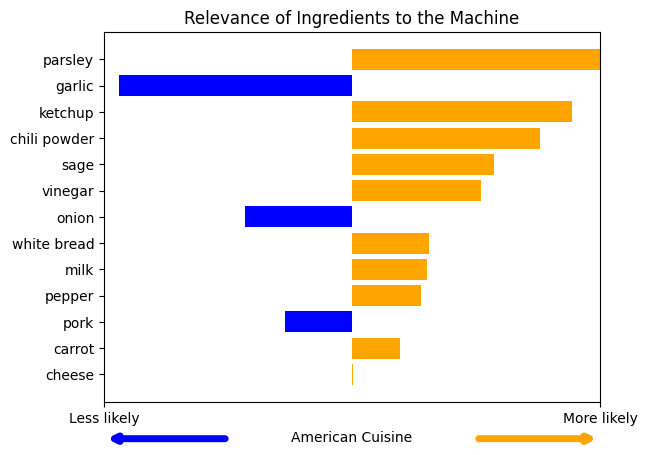 Relevance of Ingredients to the Machine
parsley
garlic
ketchup
chili powder
sage
vinegar
onion
white bread
milk
pepper
pork
carrot
cheese
Less likely
More likely
American Cuisine